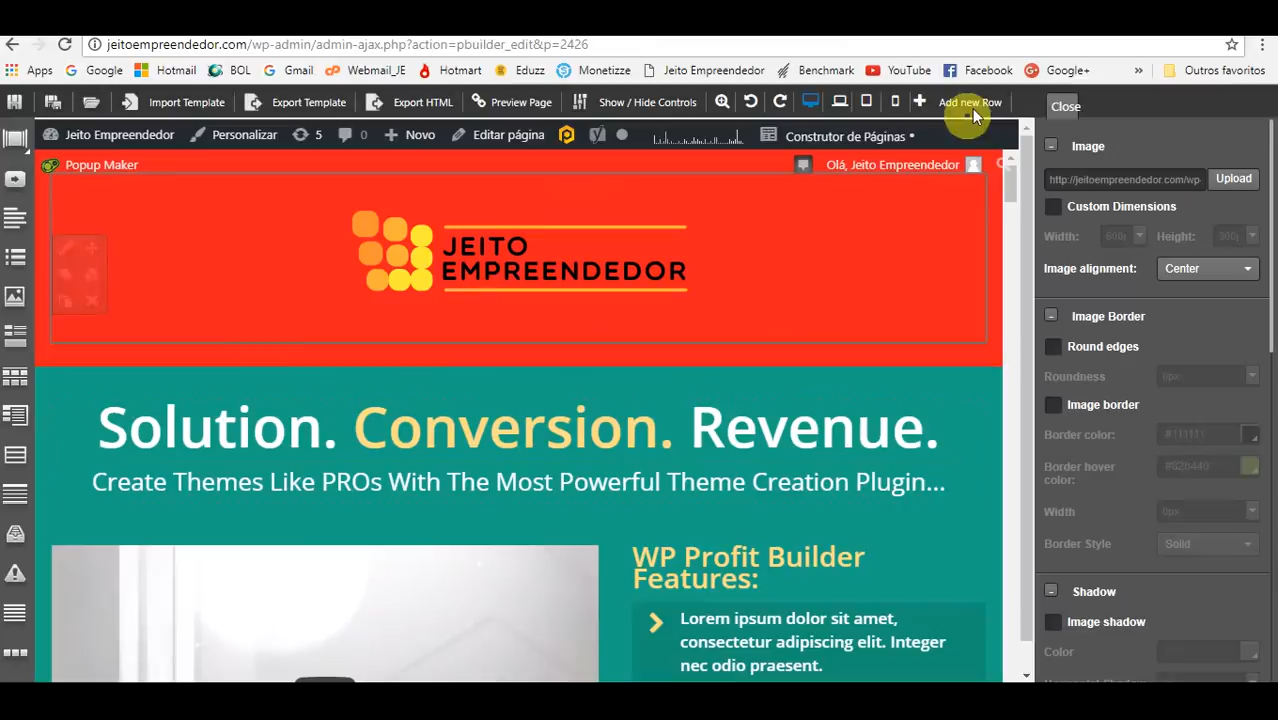 jeitoempreendedor.com/wp-admin/admin-ajax.php?action=pbuilder_edit&p=2426
Apps Google Hotmail BOL Gmail Webmail_JE Hotmart Eduzz Monetizze Jeito Empreendedor Benchmark YouTube Facebook Google+ » Outros favoritos
Import Template Export Template Export HTML Preview Page Show / Hide Controls Add new Row
Close
Jeito Empreendedor Personalizar 5 0 Novo Editar página Construtor de Páginas
Popup Maker Olá, Jeito Empreendedor
JEITO
EMPREENDEDOR
Solution. Conversion. Revenue.
Create Themes Like PROs With The Most Powerful Theme Creation Plugin...
WP Profit Builder
Features:
Lorem ipsum dolor sit amet,
consectetur adipiscing elit. Integer
nec odio praesent.
Image
http://jeitoempreendedor.com/wp- Upload
Custom Dimensions
Width: Height:
Image alignment: Center
Image Border
Round edges
Roundness 0px
Image border
Border color: #111111
Border hover
color:
Width 0px
Border Style Solid
Shadow
Image shadow
Color